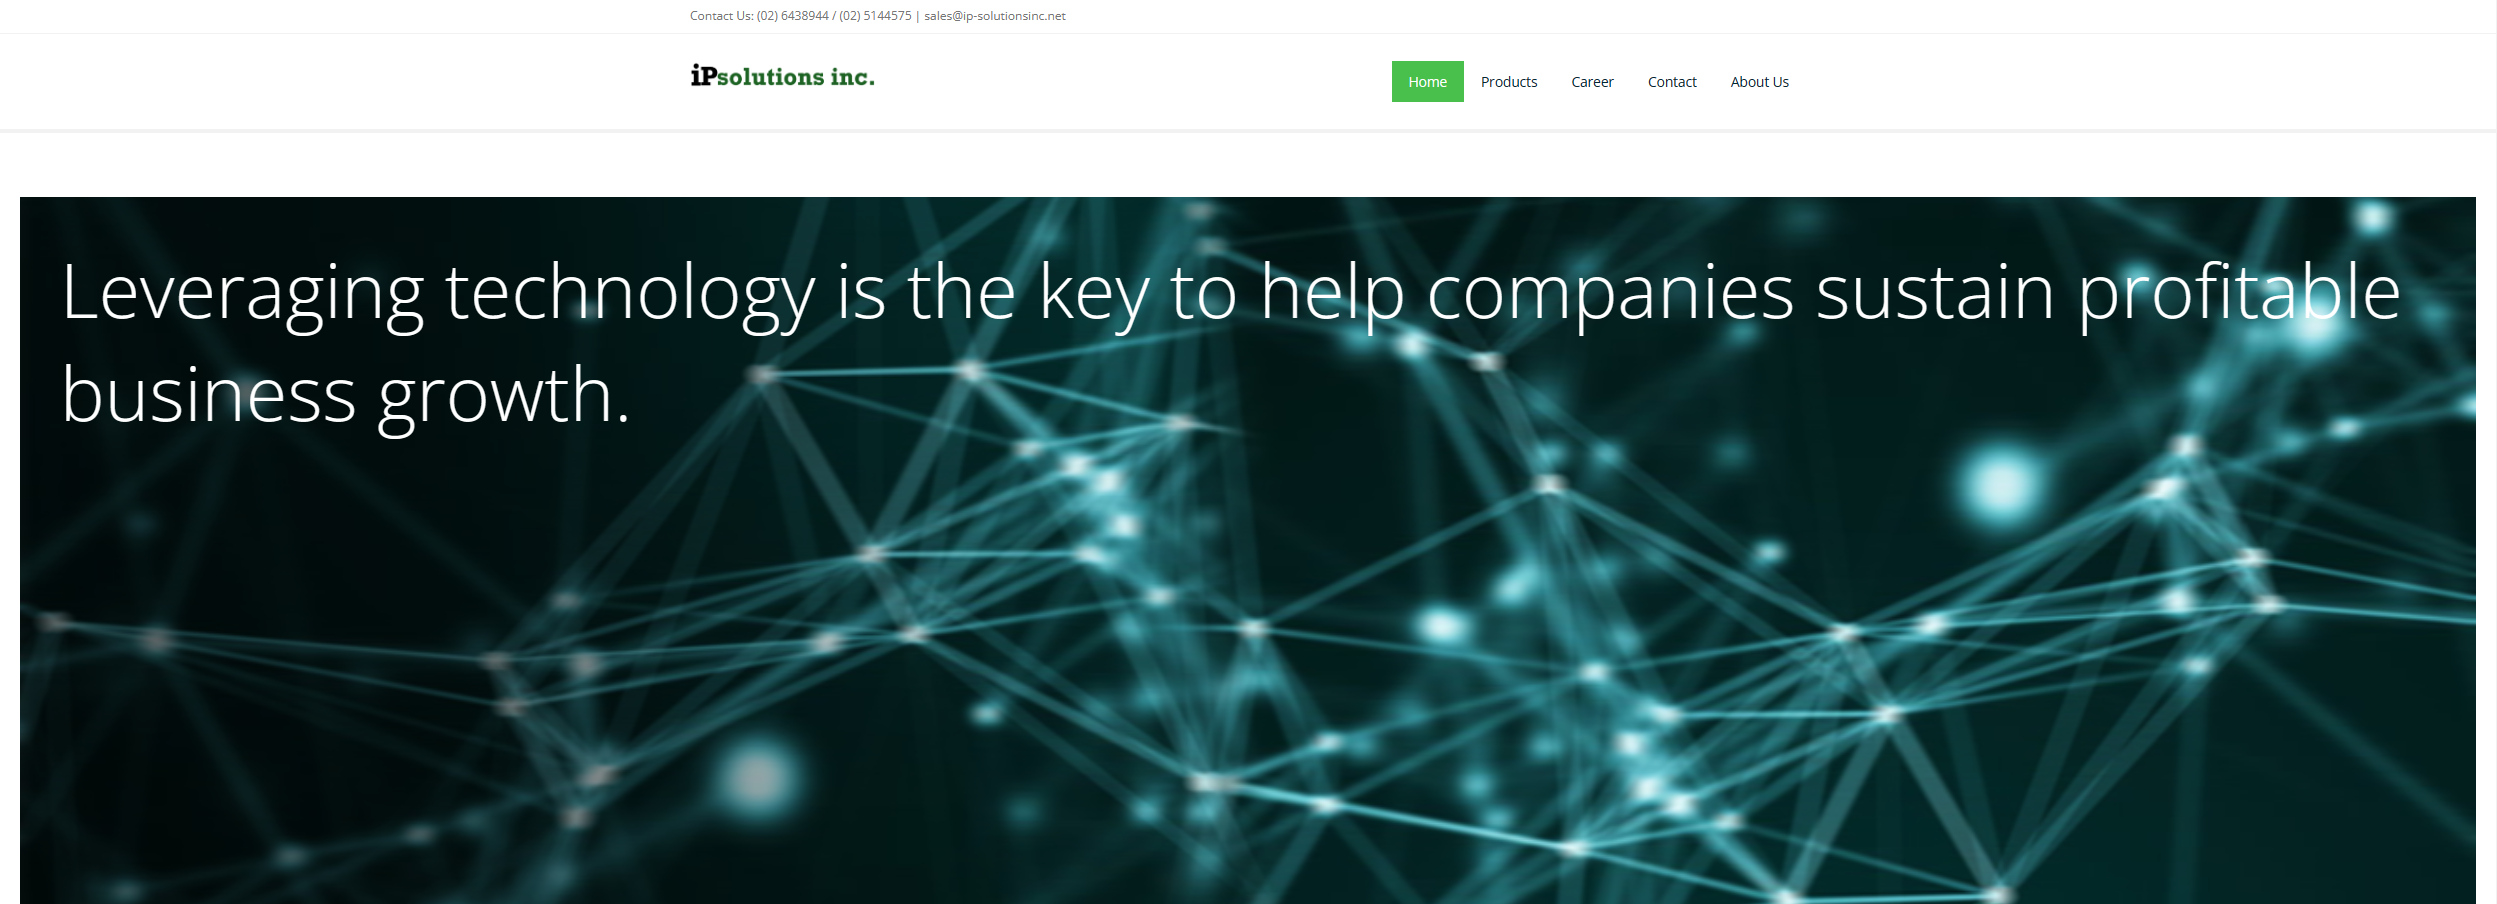 Contact Us: (02) 6438944 / (02) 5144575 | sales@ip-solutionsinc.net
iPsolutions inc.
Home Products Career Contact About Us
Leveraging technology is the key to help companies sustain profitable
business growth.